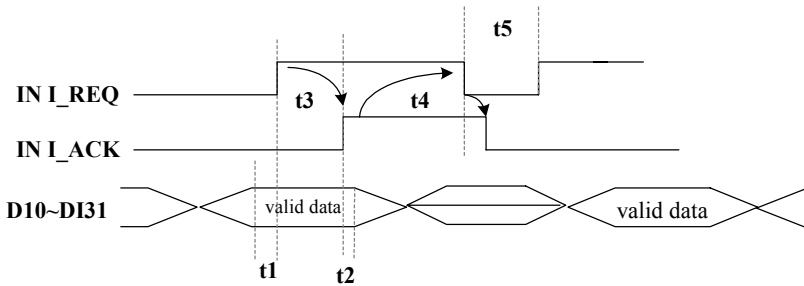 t5
IN I_REQ
t3
t4
IN I_ACK
D10~DI31
valid data
valid data
t1
t2